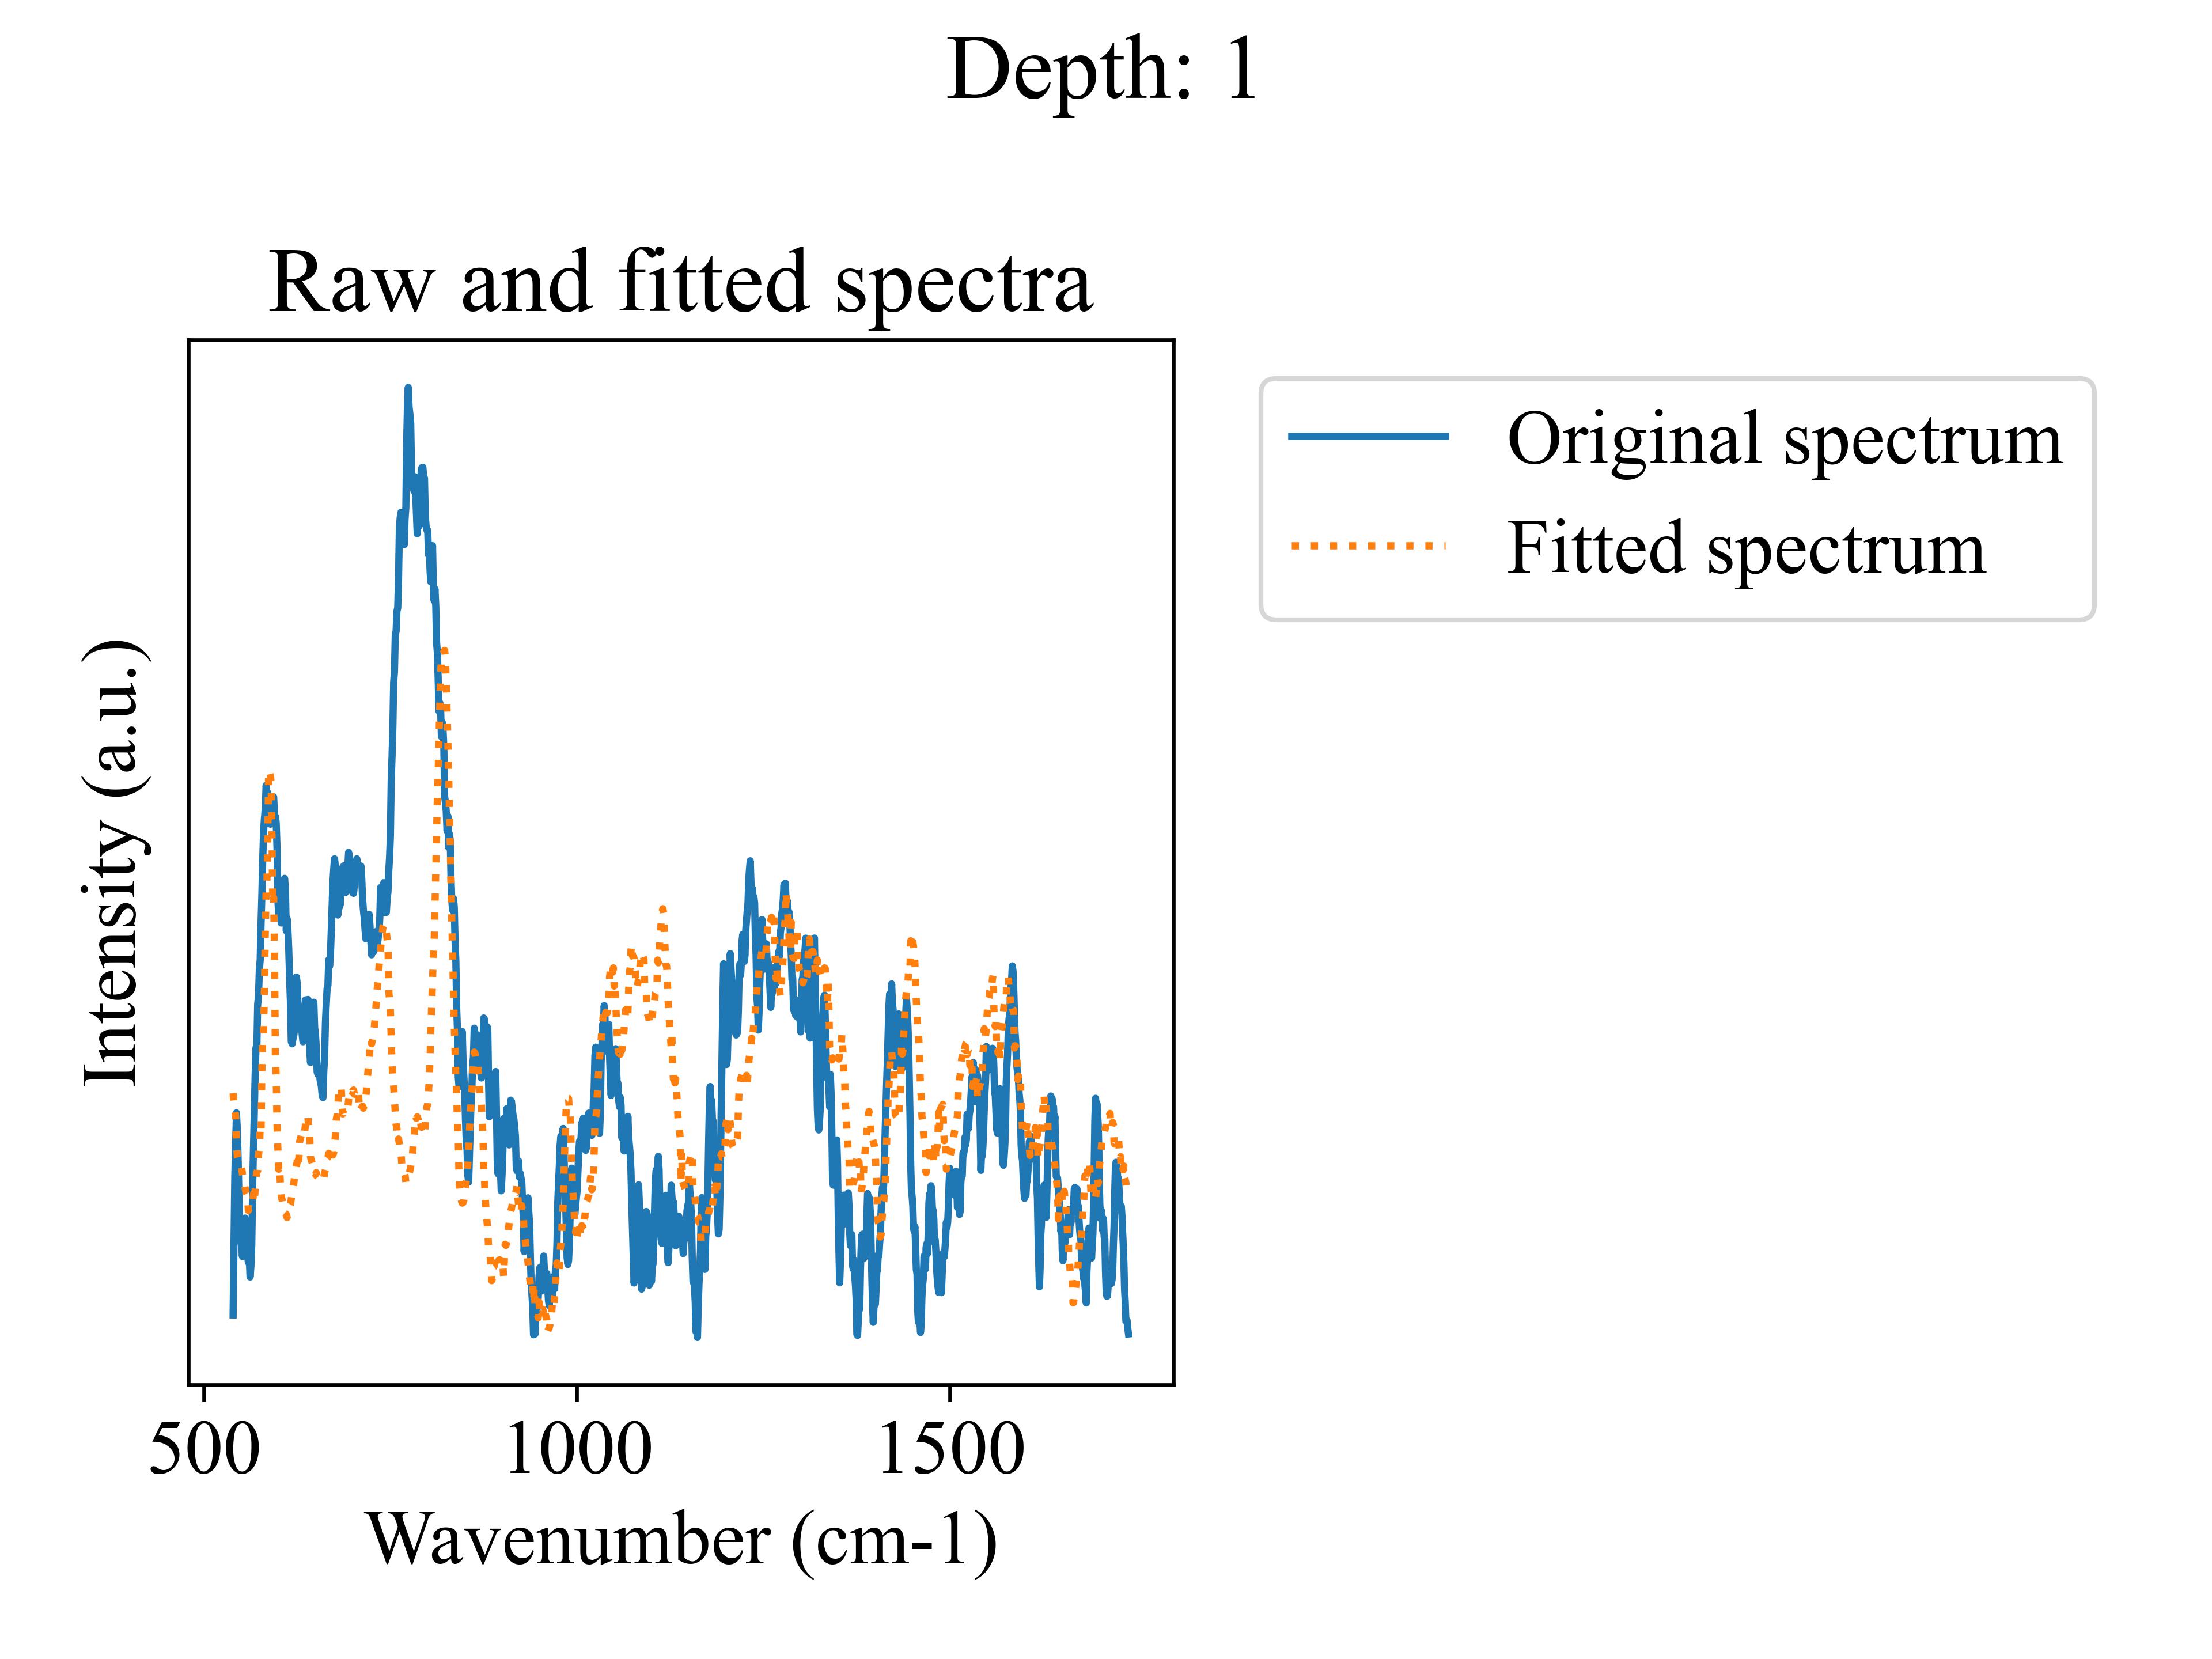 Depth: 1
Raw and fitted spectra
Original spectrum
Fitted spectrum
Intensity (a.u.)
500 1000 1500
Wavenumber (cm-1)